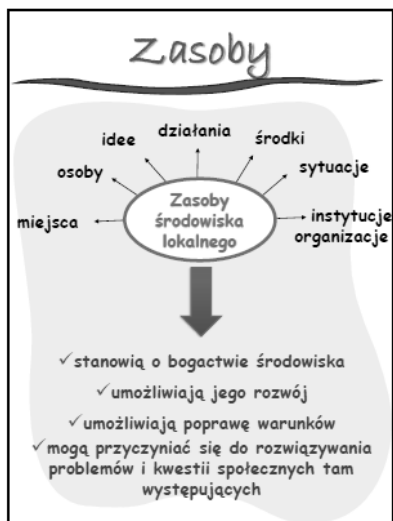 Zasoby
działania
idee
środki
osoby
sytuacje
miejsca
instytucje
organizacje
Zasoby
środowiska
lokalnego
✓stanowią o bogactwie środowiska
✓umożliwiają jego rozwój
✓umożliwiają poprawę warunków
✓mogą przyczyniać się do rozwiązywania
problemów i kwestii społecznych tam
występujących